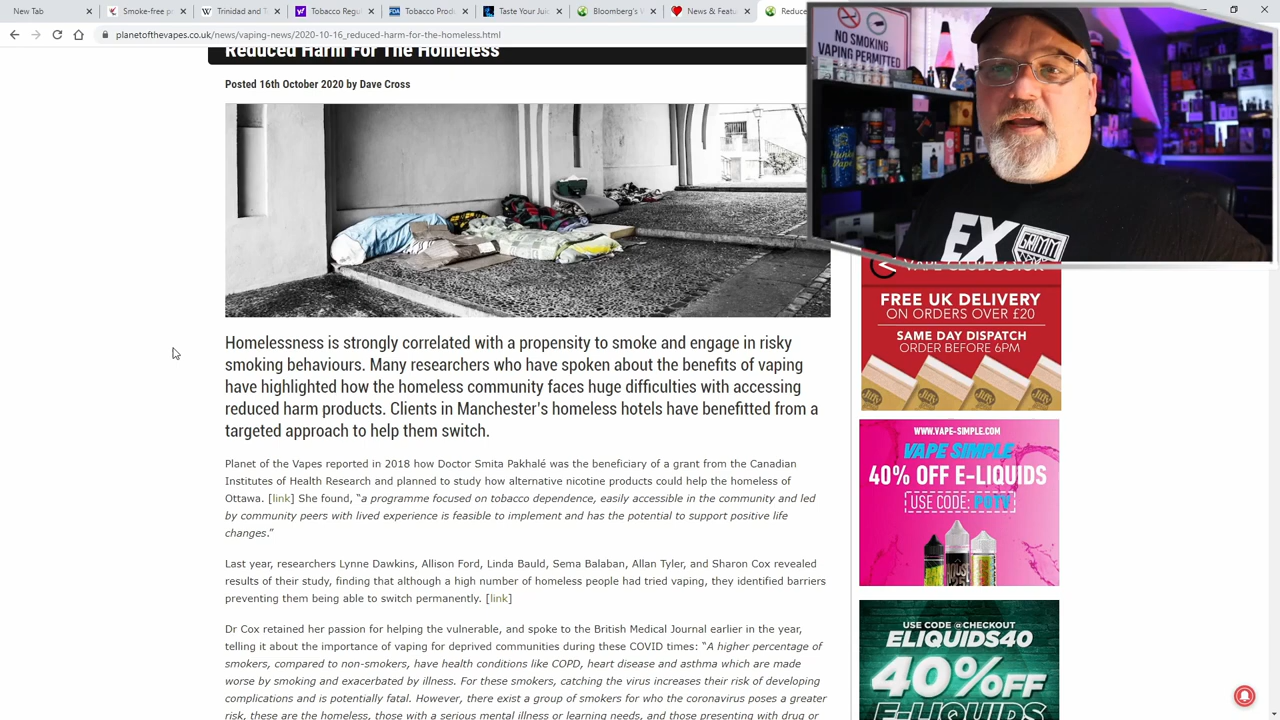 New Tab
Smoke-free p
Trinidad and T
Tobacco Regu
Tobacco Produ
Taste Your Juic
Bloomberg's W
News & Featu
Reduc
planetofthevapes.co.uk/news/vaping-news/2020-10-16_reduced-harm-for-the-homeless.html
Reduced Harm For The Homeless
Posted 16th October 2020 by Dave Cross
NO SMOKING
VAPING PERMITTED
EX
GRIMM
FREE UK DELIVERY
ON ORDERS OVER £20
SAME DAY DISPATCH
ORDER BEFORE 6PM
Homelessness is strongly correlated with a propensity to smoke and engage in risky
smoking behaviours. Many researchers who have spoken about the benefits of vaping
have highlighted how the homeless community faces huge difficulties with accessing
reduced harm products. Clients in Manchester's homeless hotels have benefitted from a
targeted approach to help them switch.
WWW.VAPE-SIMPLE.COM
VAPE SIMPLE
40% OFF E-LIQUIDS
USE CODE: POTV
Planet of the Vapes reported in 2018 how Doctor Smita Pakhalé was the beneficiary of a grant from the Canadian
Institutes of Health Research and planned to study how alternative nicotine products could help the homeless of
Ottawa. [link] She found, "a programme focused on tobacco dependence, easily accessible in the community and led
by community peers with lived experience is feasible to implement and has the potential to support positive life
changes."
Last year, researchers Lynne Dawkins, Allison Ford, Linda Bauld, Sema Balaban, Allan Tyler, and Sharon Cox revealed
results of their study, finding that although a high number of homeless people had tried vaping, they identified barriers
preventing them being able to switch permanently. [link]
Dr Cox retained her passion for helping the vulnerable, and spoke to the British Medical Journal earlier in the year,
telling it about the importance of vaping for deprived communities during these COVID times: "A higher percentage of
smokers, compared to non-smokers, have health conditions like COPD, heart disease and asthma which are made
worse by smoking and exacerbated by illness. For these smokers, catching the virus increases their risk of developing
complications and is potentially fatal. However, there exist a group of smokers for who the coronavirus poses a greater
risk, these are the homeless, those with a serious mental illness or learning needs, and those presenting with drug or
USE CODE @CHECKOUT
ELIQUIDS40
40%OFF
E-LIQUIDS